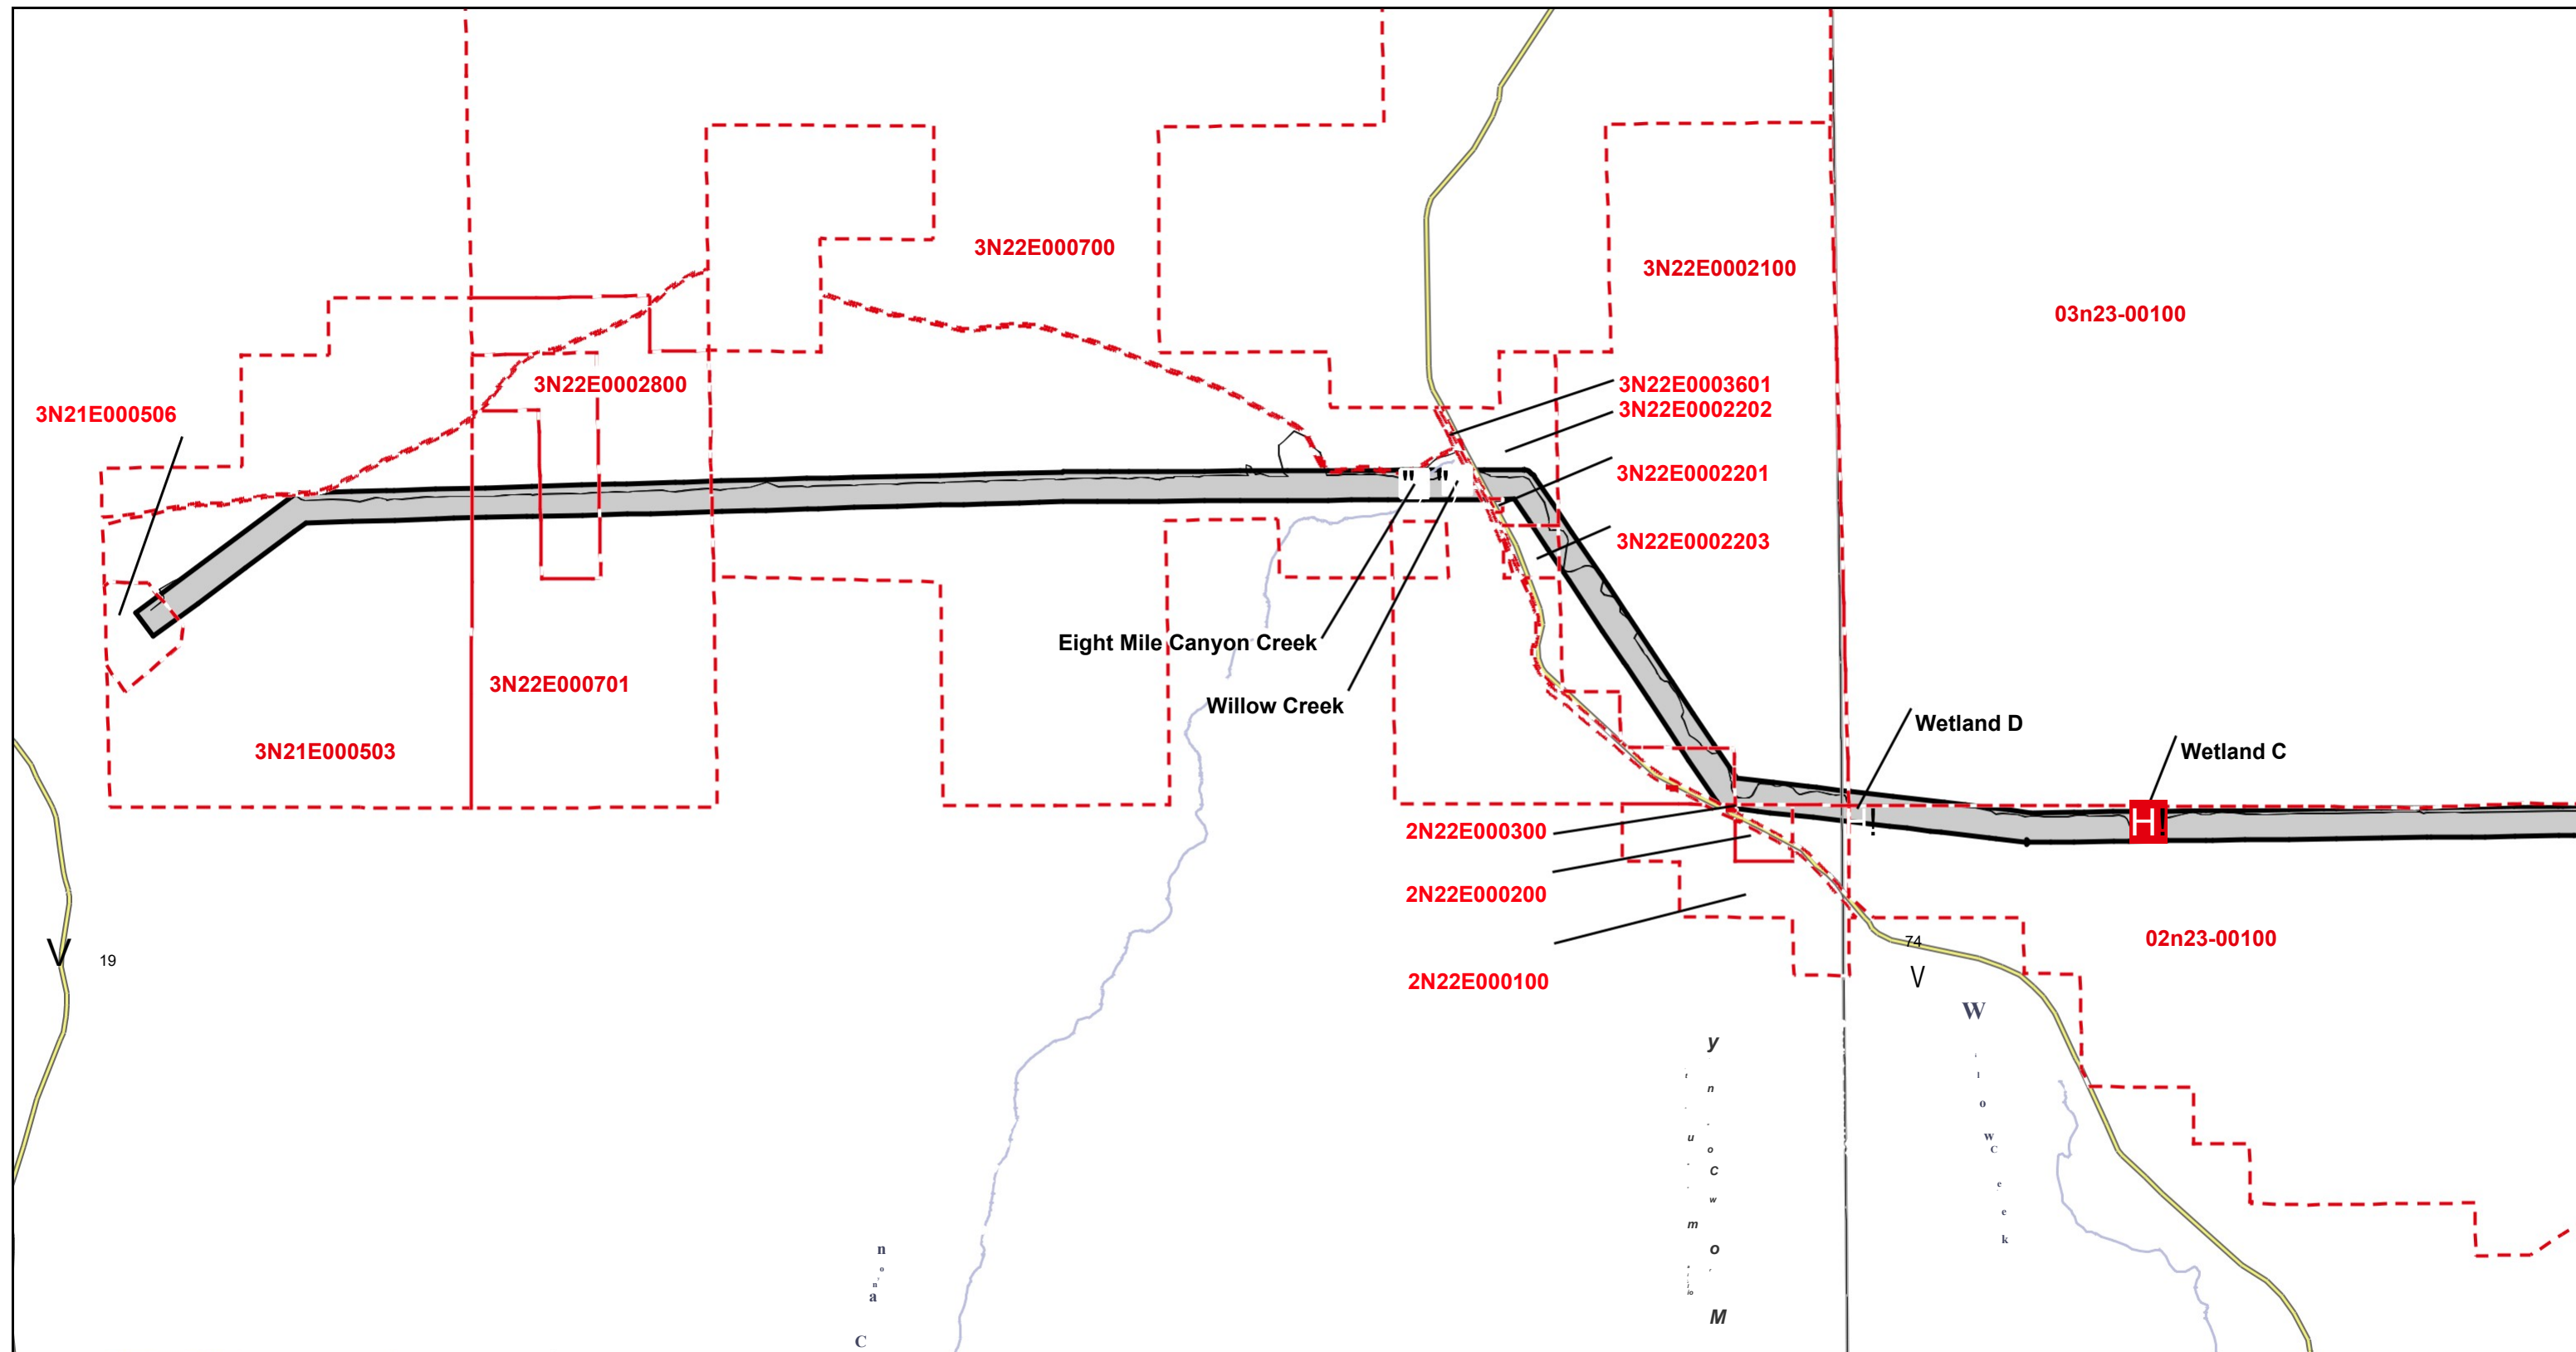 3N22E000700
3N22E0002100
03n23-00100
3N22E0002800
3N22E0003601
3N21E000506
3N22E0002202
3N22E0002201
" "
3N22E0002203
Eight Mile Canyon Creek
3N22E000701
Willow Creek
Wetland D
3N21E000503
Wetland C
2N22E000300
H!
H!
2N22E000200
02n23-00100
74
V
19
V
2N22E000100